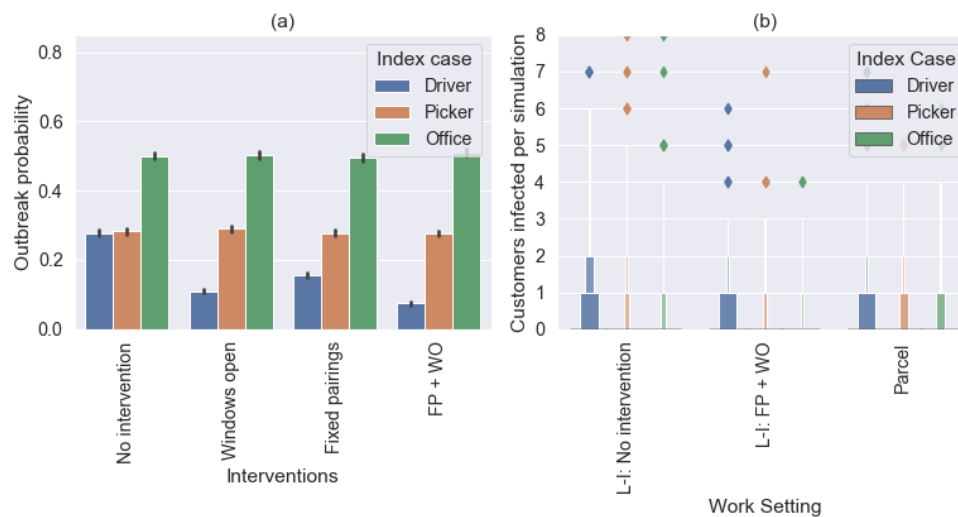 (a)
Outbreak probability
0.8
0.6
0.4
0.2
0.0
Index case
Driver
Picker
Office
No intervention
Windows open
Fixed pairings
FP + WO
Interventions
(b)
Customers infected per simulation
8
7
6
5
4
3
2
1
0
Index Case
Driver
Picker
Office
L-I: No intervention
L-I: FP + WO
Parcel
Work Setting